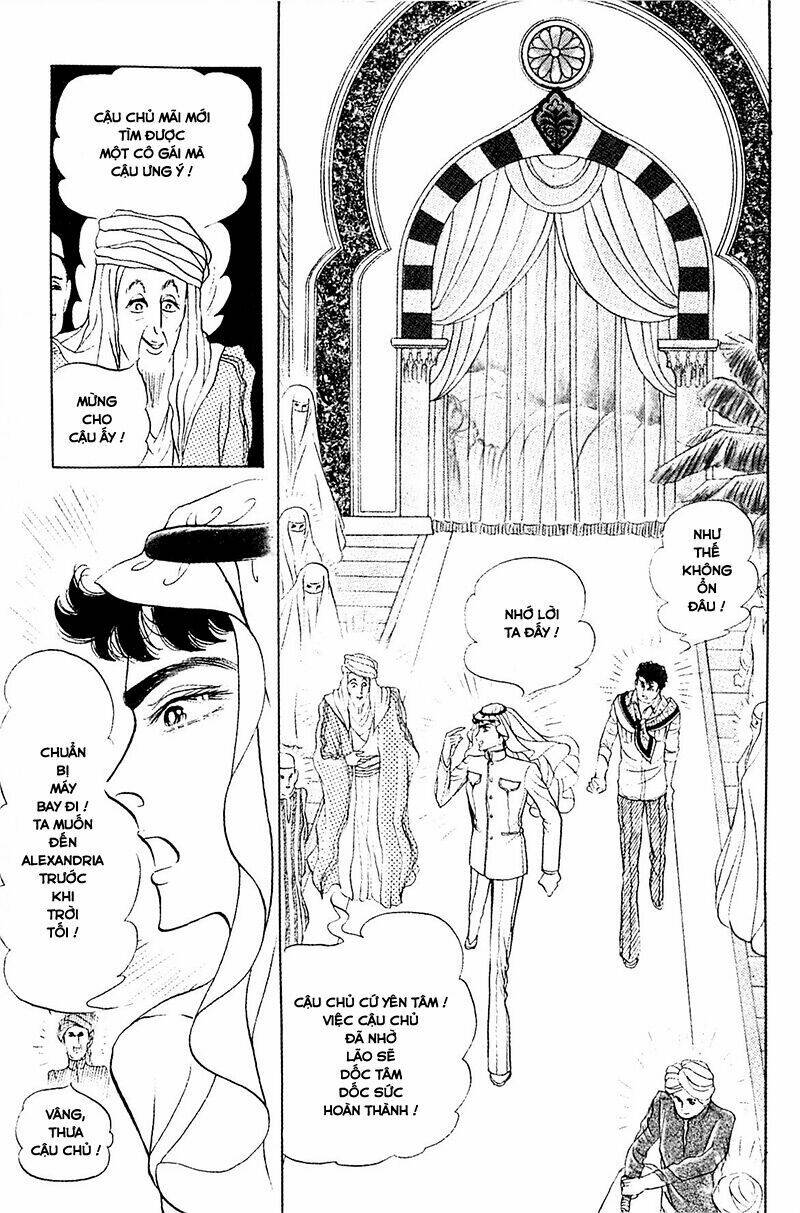 NHƯ
THẾ
KHÔNG
ỔN
ĐÂU !
NHỚ LỜI
TA ĐẤY !
CẬU CHỦ CỨ YÊN TÂM !
VIỆC CẬU CHỦ
ĐÃ NHỜ
LÃO SẼ
DỐC TÂM
DỐC SỨC
HOÀN THÀNH !
CẬU CHỦ MÃI MỚI
TÌM ĐƯỢC
MỘT CÔ GÁI MÀ
CẬU ƯNG Ý !
MỪNG
CHO
CẬU ẤY !
CHUẨN
BỊ
MÁY
BAY ĐI !
TA MUỐN
ĐẾN
ALEXANDRIA
TRƯỚC
KHI
TRỜI
TỐI !
VÂNG,
THƯA
CẬU CHỦ !